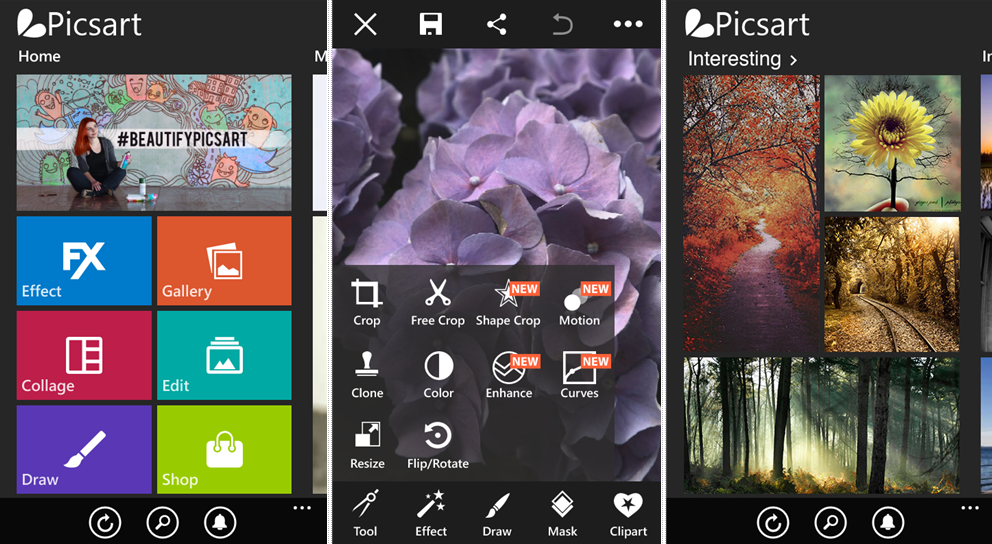 Picsart
Home
M
#BEAUTIFYPICSART
FX
Effect
Gallery
Collage
Edit
Draw
Shop
Crop
Free Crop
NEW
Shape Crop
NEW
Motion
Clone
Color
NEW
Enhance
NEW
Curves
Resize
Flip/Rotate
Tool
Effect
Draw
Mask
Clipart
Picsart
Interesting >
In